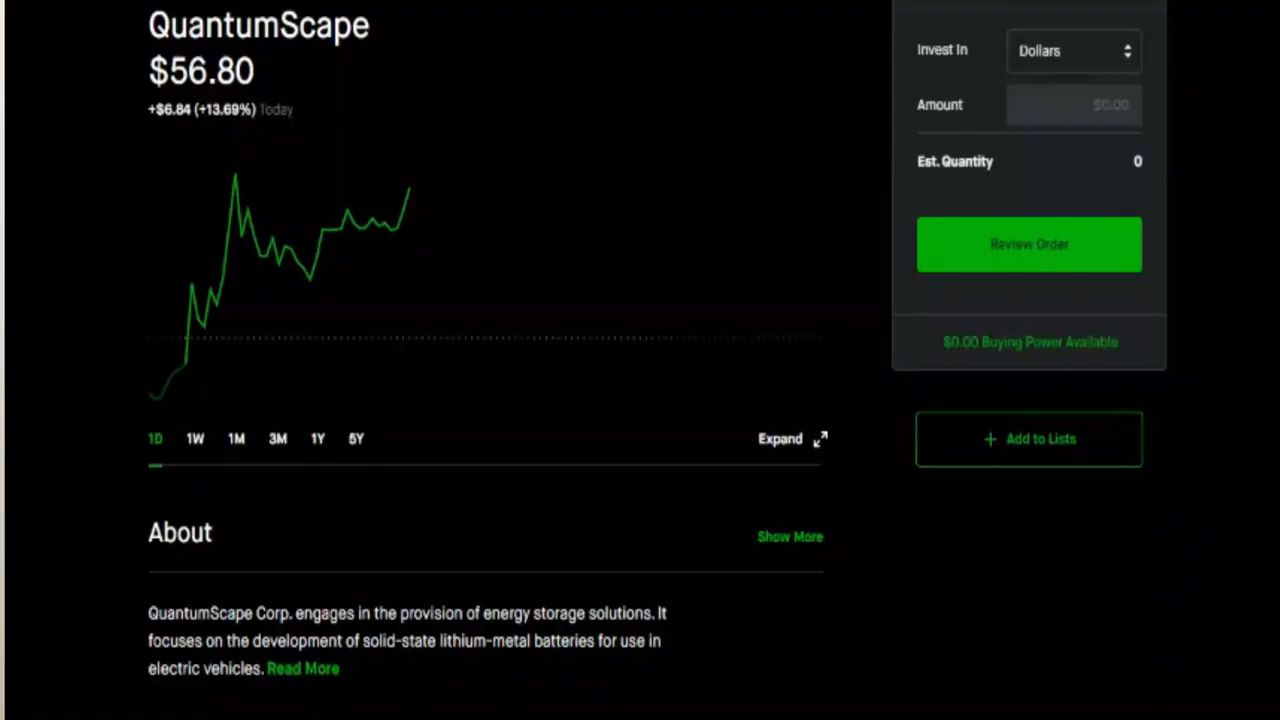 QuantumScape
$56.80
+$6.84 (+13.69%) Today
1D 1W 1M 3M 1Y 5Y
Expand
About
Show More
QuantumScape Corp. engages in the provision of energy storage solutions. It
focuses on the development of solid-state lithium-metal batteries for use in
electric vehicles. Read More
Invest In Dollars
Amount $0.00
Est. Quantity 0
Review Order
$0.00 Buying Power Available
+ Add to Lists